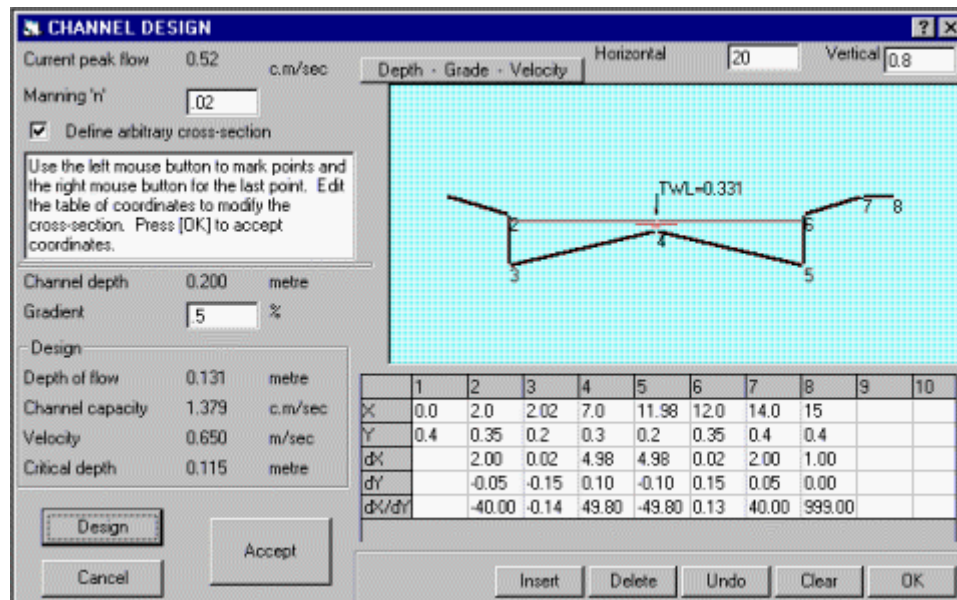 CHANNEL DESIGN
Current peak flow 0.52 c.m/sec
Manning 'n' .02
Define arbitrary cross-section
Use the left mouse button to mark points and
the right mouse button for the last point. Edit
the table of coordinates to modify the
cross-section. Press [OK] to accept
coordinates.
Channel depth 0.200 metre
Gradient .5 %
Design
Depth of flow 0.131 metre
Channel capacity 1.379 c.m/sec
Velocity 0.650 m/sec
Critical depth 0.115 metre
Design
Cancel
Accept
Depth - Grade - Velocity
Horizontal 20 Vertical 0.8
TWL=0.331
2
3
4
5
6
7 8
1 2 3 4 5 6 7 8 9 10
X 0.0 2.0 2.02 7.0 11.98 12.0 14.0 15
Y 0.4 0.35 0.2 0.3 0.2 0.35 0.4 0.4
dX 2.00 0.02 4.98 4.98 0.02 2.00 1.00
dY -0.05 -0.15 0.10 -0.10 0.15 0.05 0.00
dX/dY -40.00 -0.14 49.80 -49.80 0.13 40.00 999.00
Insert Delete Undo Clear OK